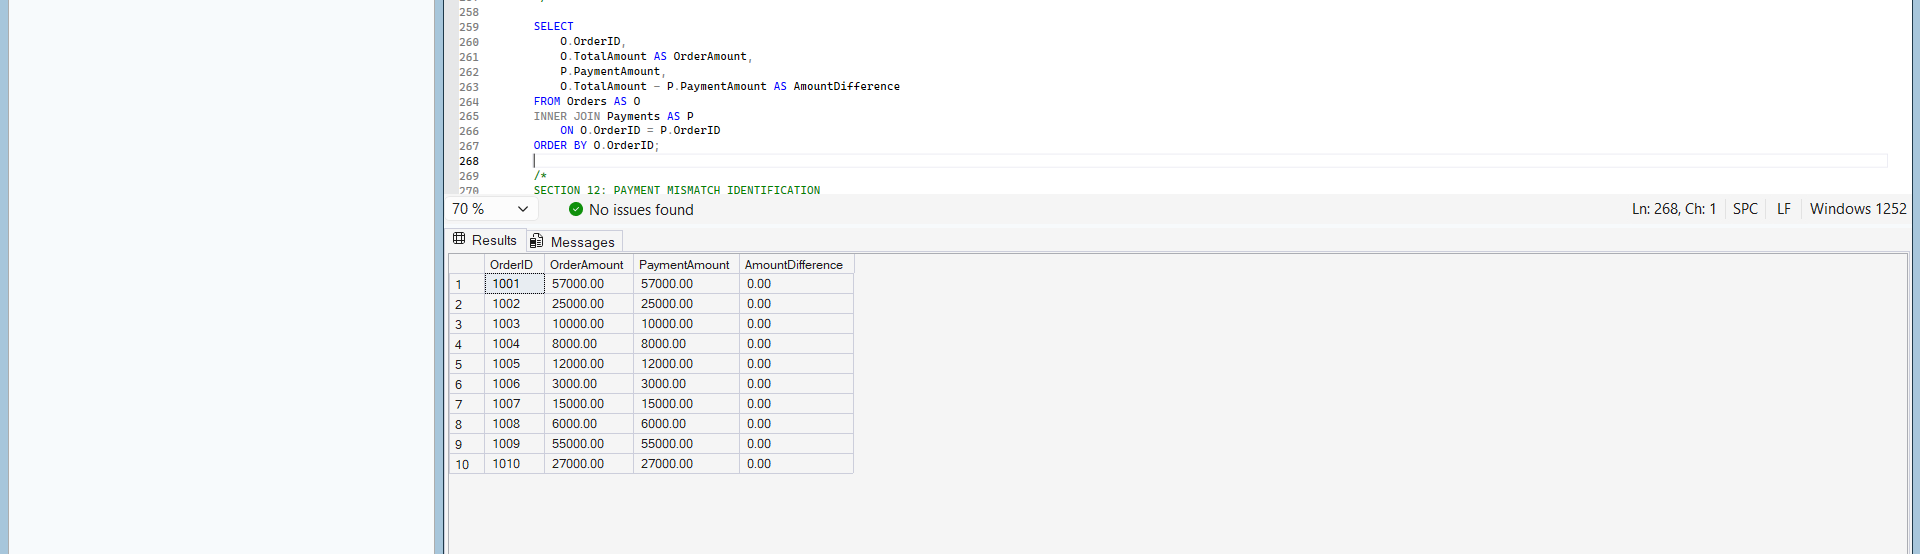 258
259 SELECT
260 O.OrderID,
261 O.TotalAmount AS OrderAmount,
262 P.PaymentAmount,
263 O.TotalAmount - P.PaymentAmount AS AmountDifference
264 FROM Orders AS O
265 INNER JOIN Payments AS P
266 ON O.OrderID = P.OrderID
267 ORDER BY O.OrderID;
268
269 /*
270 SECTION 12: PAYMENT MISMATCH IDENTIFICATION
70 % No issues found Ln: 268, Ch: 1 SPC LF Windows 1252
Results Messages
OrderID OrderAmount PaymentAmount AmountDifference
1 1001 57000.00 57000.00 0.00
2 1002 25000.00 25000.00 0.00
3 1003 10000.00 10000.00 0.00
4 1004 8000.00 8000.00 0.00
5 1005 12000.00 12000.00 0.00
6 1006 3000.00 3000.00 0.00
7 1007 15000.00 15000.00 0.00
8 1008 6000.00 6000.00 0.00
9 1009 55000.00 55000.00 0.00
10 1010 27000.00 27000.00 0.00